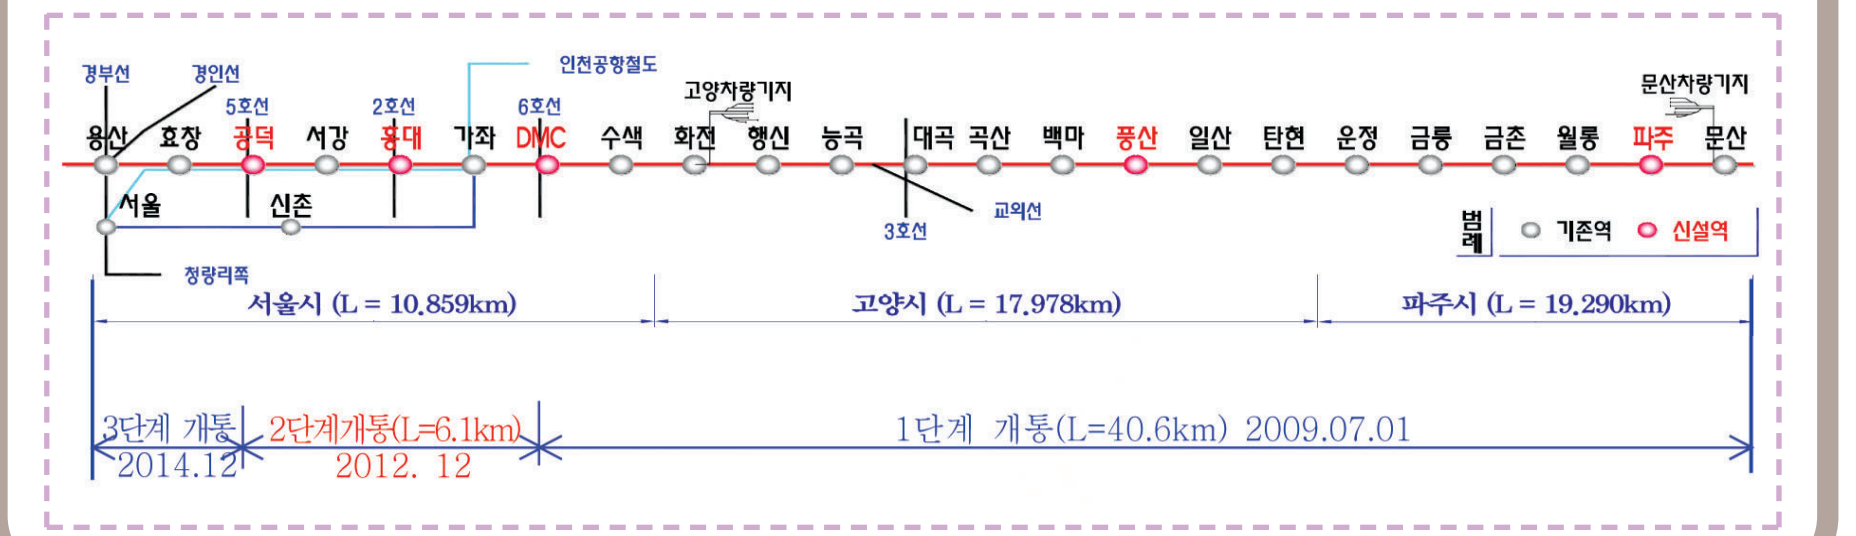 경부선 경인선 인천공항철도
고양차량기지 문산차량기지
5호선 2호선 6호선
용산 효창 공덕 서강 홍대 가좌 DMC 수색 화전 행신 능곡 대곡 곡산 백마 풍산 일산 탄현 운정 금릉 금촌 월롱 파주 문산
서울 신촌 교외선
3호선
범례 기존역 신설역
청량리쪽
서울시 (L = 10.859km) 고양시 (L = 17.978km) 파주시 (L = 19.290km)
3단계 개통 2단계개통(L=6.1km) 1단계 개통(L=40.6km) 2009.07.01
2014.12 2012. 12